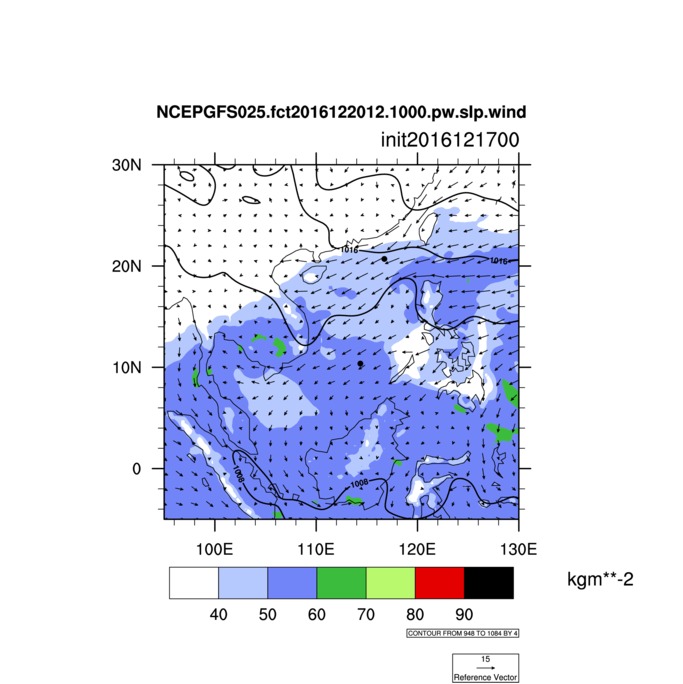 NCEPGFS025.fct2016122012.1000.pw.slp.wind
init2016121700
30N
1016
1016
20N
10N
0
1008
1008
100E 110E 120E 130E
kgm**-2
40 50 60 70 80 90
CONTOUR FROM 948 TO 1084 BY 4
15
Reference Vector